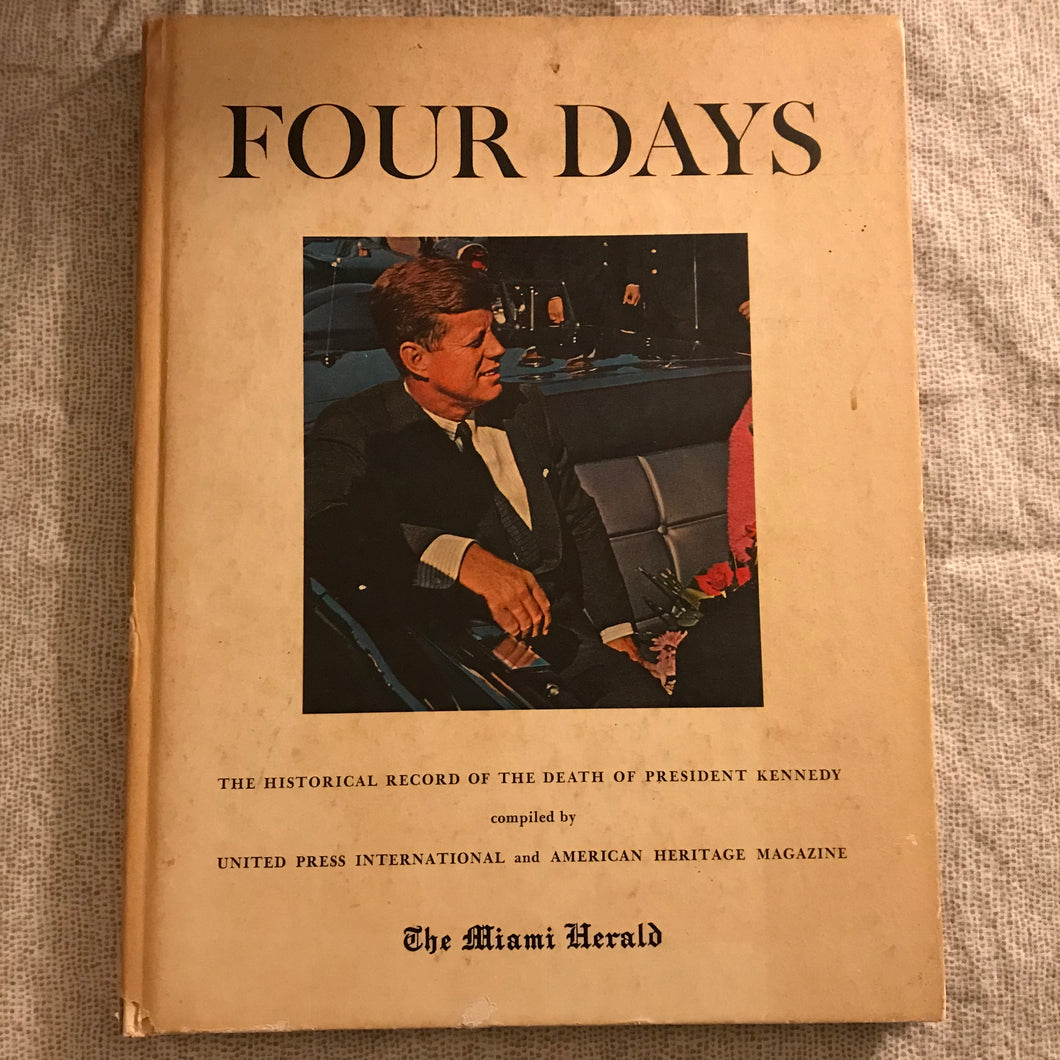 FOUR DAYS
THE HISTORICAL RECORD OF THE DEATH OF PRESIDENT KENNEDY
compiled by
UNITED PRESS INTERNATIONAL and AMERICAN HERITAGE MAGAZINE
The Miami Herald